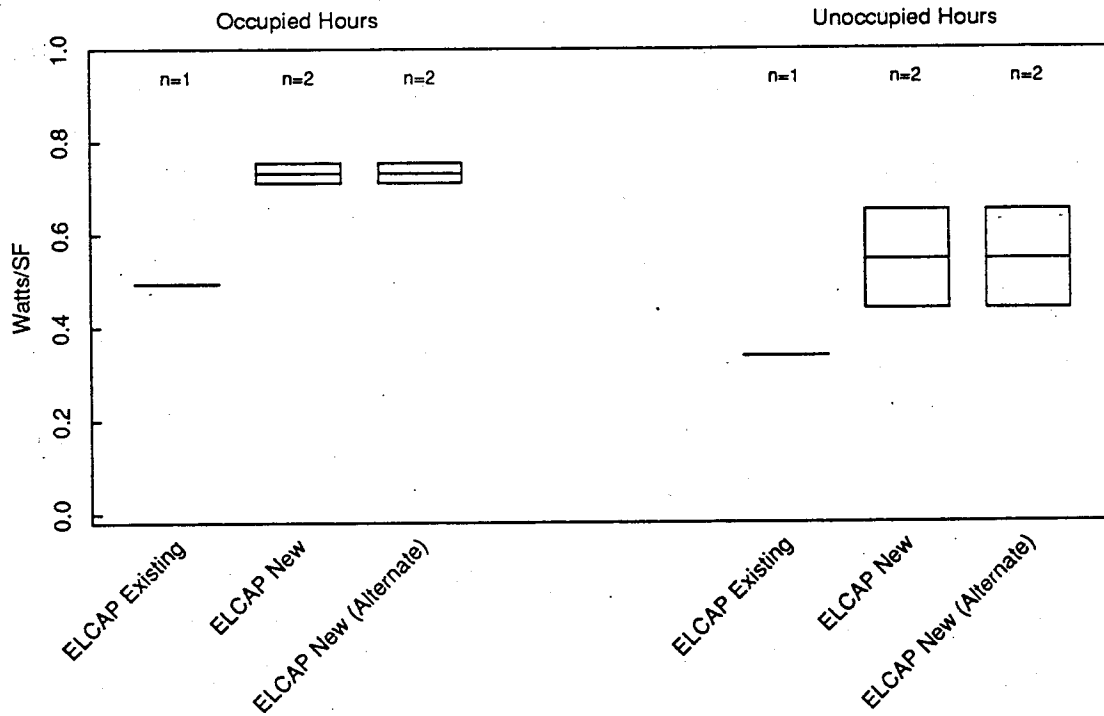 Occupied Hours
Unoccupied Hours
n=1
n=2
n=2
n=1
n=2
n=2
Watts/SF
1.0
0.8
0.6
0.4
0.2
0.0
ELCAP Existing
ELCAP New
ELCAP New (Alternate)
ELCAP Existing
ELCAP New
ELCAP New (Alternate)